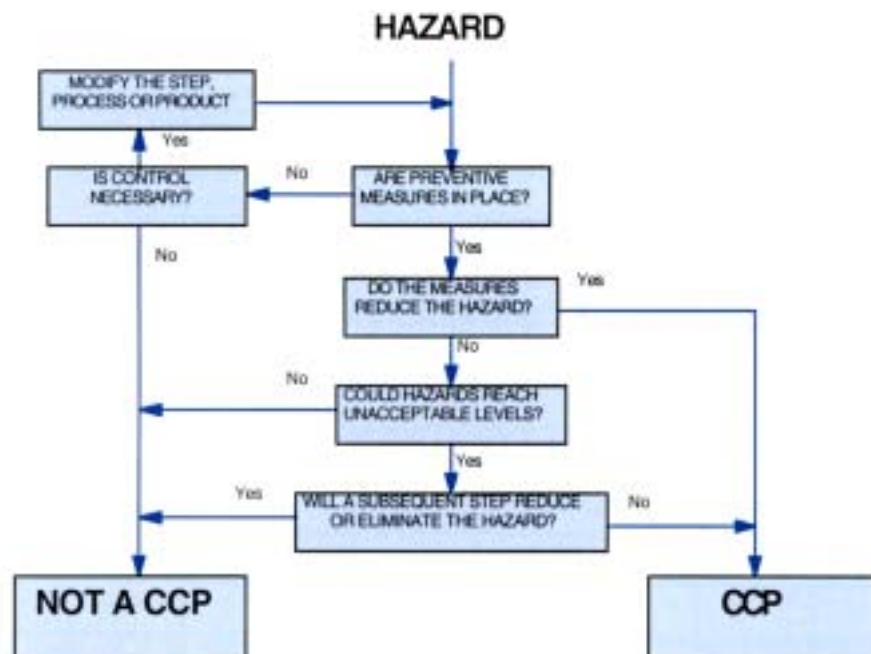 HAZARD
MODIFY THE STEP,
PROCESS OR PRODUCT
Yes
IS CONTROL
NECESSARY?
No
ARE PREVENTIVE
MEASURES IN PLACE?
No
Yes
DO THE MEASURES
REDUCE THE HAZARD?
Yes
No
COULD HAZARDS REACH
UNACCEPTABLE LEVELS?
No
Yes
WILL A SUBSEQUENT STEP REDUCE
OR ELIMINATE THE HAZARD?
Yes
No
NOT A CCP
CCP